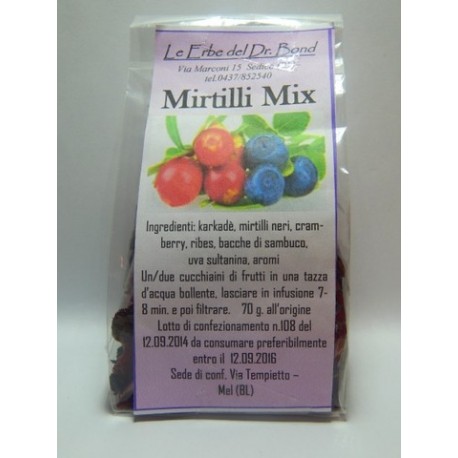 Le Erbe del Dr. Bond
Via Marconi 15
tel.0437/852540
Mirtilli Mix
Ingredienti: karkadè, mirtilli neri, cram-
berry, ribes, bacche di sambuco,
uva sultanina, aromi
Un/due cucchiaini di frutti in una tazza
d'acqua bollente, lasciare in infusione 7-
8 min. e poi filtrare. 70 g. all'origine
Lotto di confezionamento n.108 del
12.09.2014 da consumare preferibilmente
entro il 12.09.2016
Sede di conf. Via Tempietto –
Mel (BL)